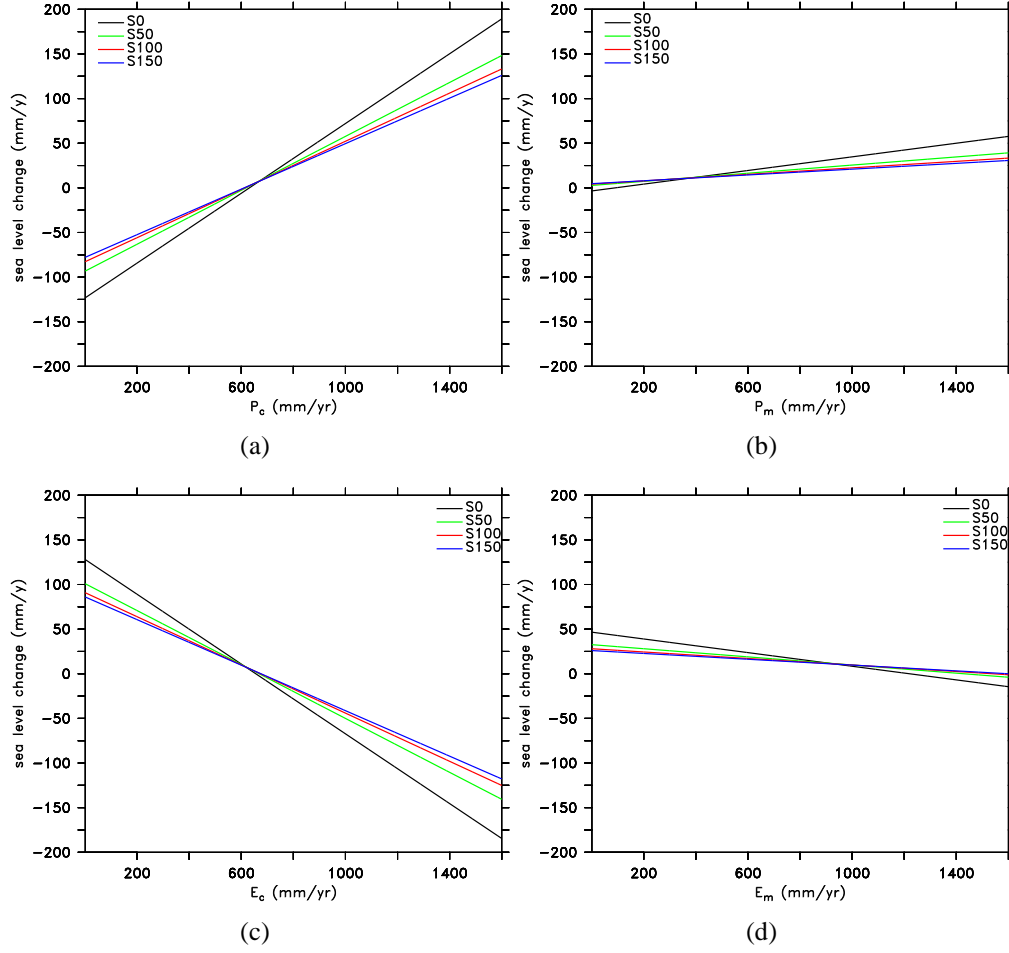 200
150
100
50
0
−50
−100
−150
−200
sea level change (mm/y)
S0
S50
S100
S150
200 600 1000 1400
P_c (mm/yr)
(a)
200
150
100
50
0
−50
−100
−150
−200
sea level change (mm/y)
S0
S50
S100
S150
200 600 1000 1400
P_m (mm/yr)
(b)
200
150
100
50
0
−50
−100
−150
−200
sea level change (mm/y)
S0
S50
S100
S150
200 600 1000 1400
E_c (mm/yr)
(c)
200
150
100
50
0
−50
−100
−150
−200
sea level change (mm/y)
S0
S50
S100
S150
200 600 1000 1400
E_m (mm/yr)
(d)